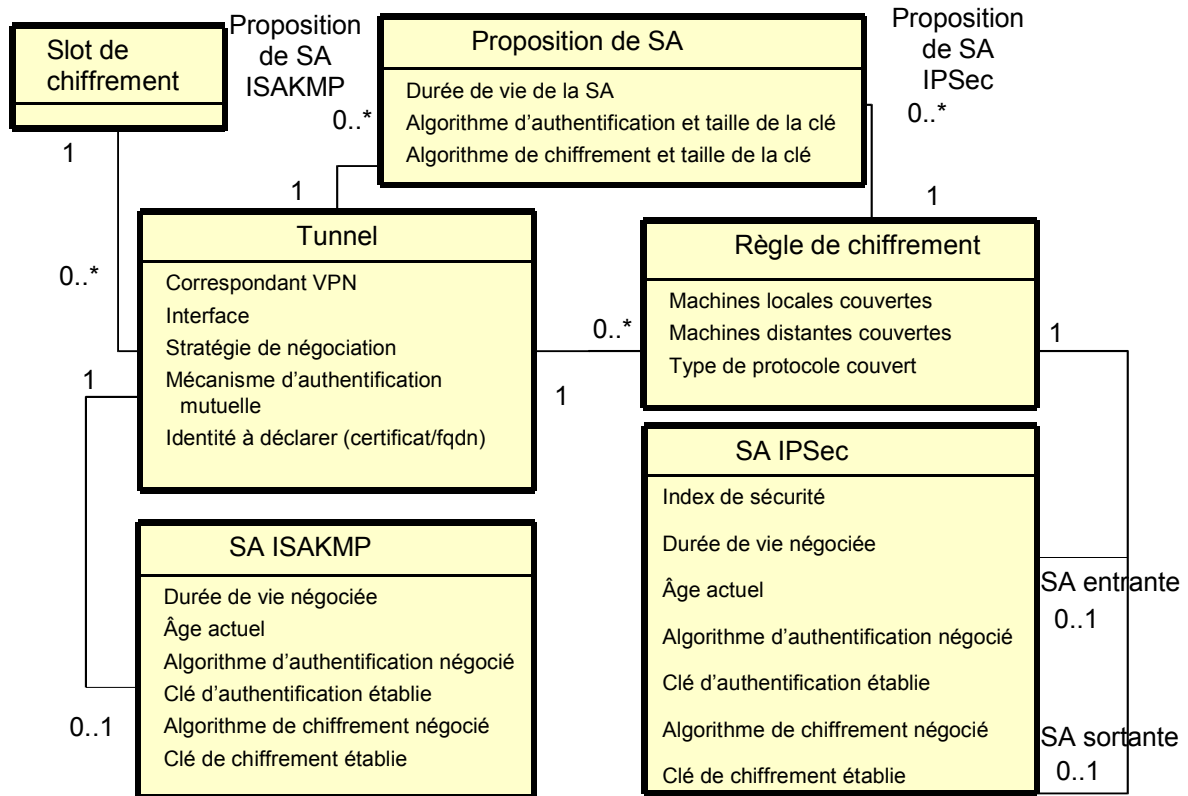 Slot de
chiffrement
Proposition
de SA
ISAKMP
0..*
Proposition de SA
Durée de vie de la SA
Algorithme d'authentification et taille de la clé
Algorithme de chiffrement et taille de la clé
Proposition
de SA
IPSec
0..*
1
1
1
Tunnel
Correspondant VPN
Interface
Stratégie de négociation
Mécanisme d'authentification
mutuelle
Identité à déclarer (certificat/fqdn)
0..*
1
0..*
1
Règle de chiffrement
Machines locales couvertes
Machines distantes couvertes
Type de protocole couvert
1
SA ISAKMP
Durée de vie négociée
Âge actuel
Algorithme d'authentification négocié
Clé d'authentification établie
Algorithme de chiffrement négocié
Clé de chiffrement établie
0..1
SA IPSec
Index de sécurité
Durée de vie négociée
Âge actuel
Algorithme d'authentification négocié
Clé d'authentification établie
Algorithme de chiffrement négocié
Clé de chiffrement établie
SA entrante
0..1
SA sortante
0..1